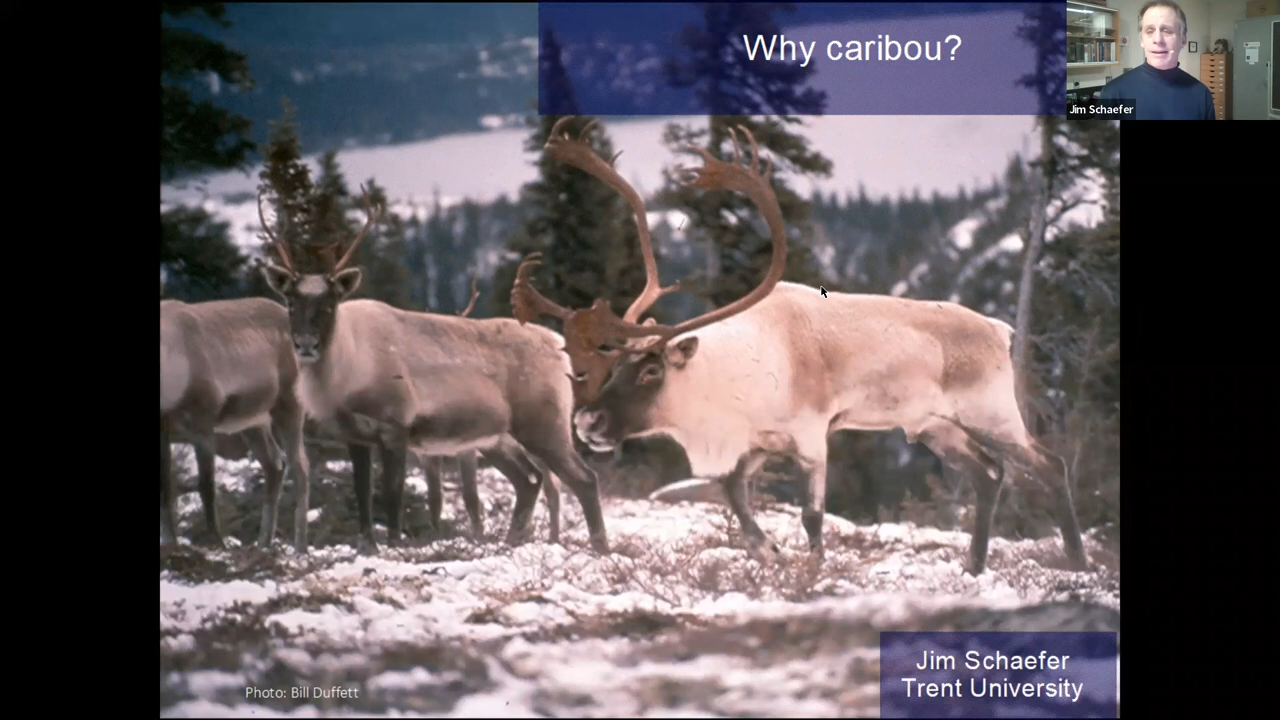 Why caribou?
Jim Schaefer
Jim Schaefer
Trent University
Photo: Bill Duffett